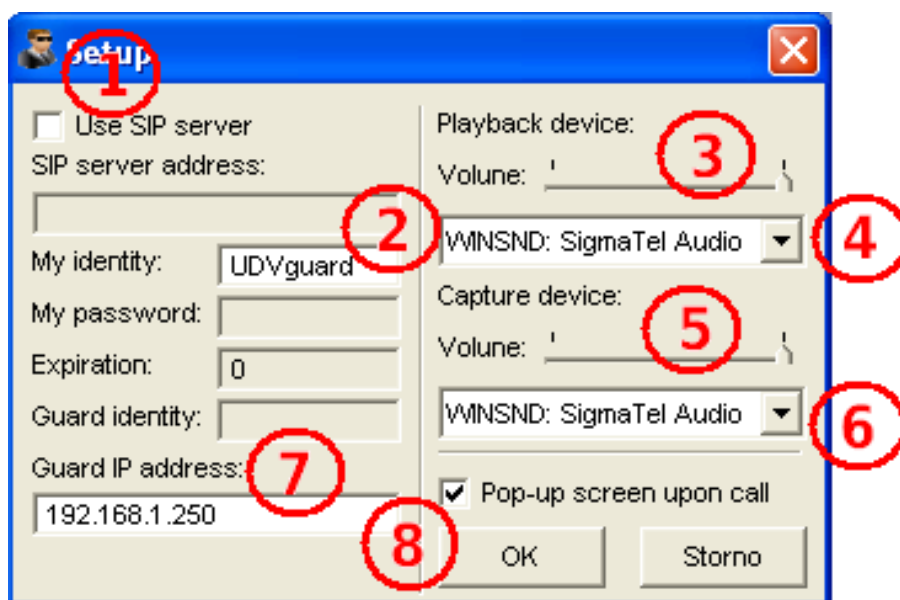 Setup
1
Use SIP server
SIP server address:
2
My identity: UDVguard
My password:
Expiration: 0
Guard identity:
Guard IP address: 7
192.168.1.250
Playback device:
3
Volune:
WINSND: SigmaTel Audio 4
Capture device:
5
Volune:
WINSND: SigmaTel Audio 6
Pop-up screen upon call
8 OK Storno